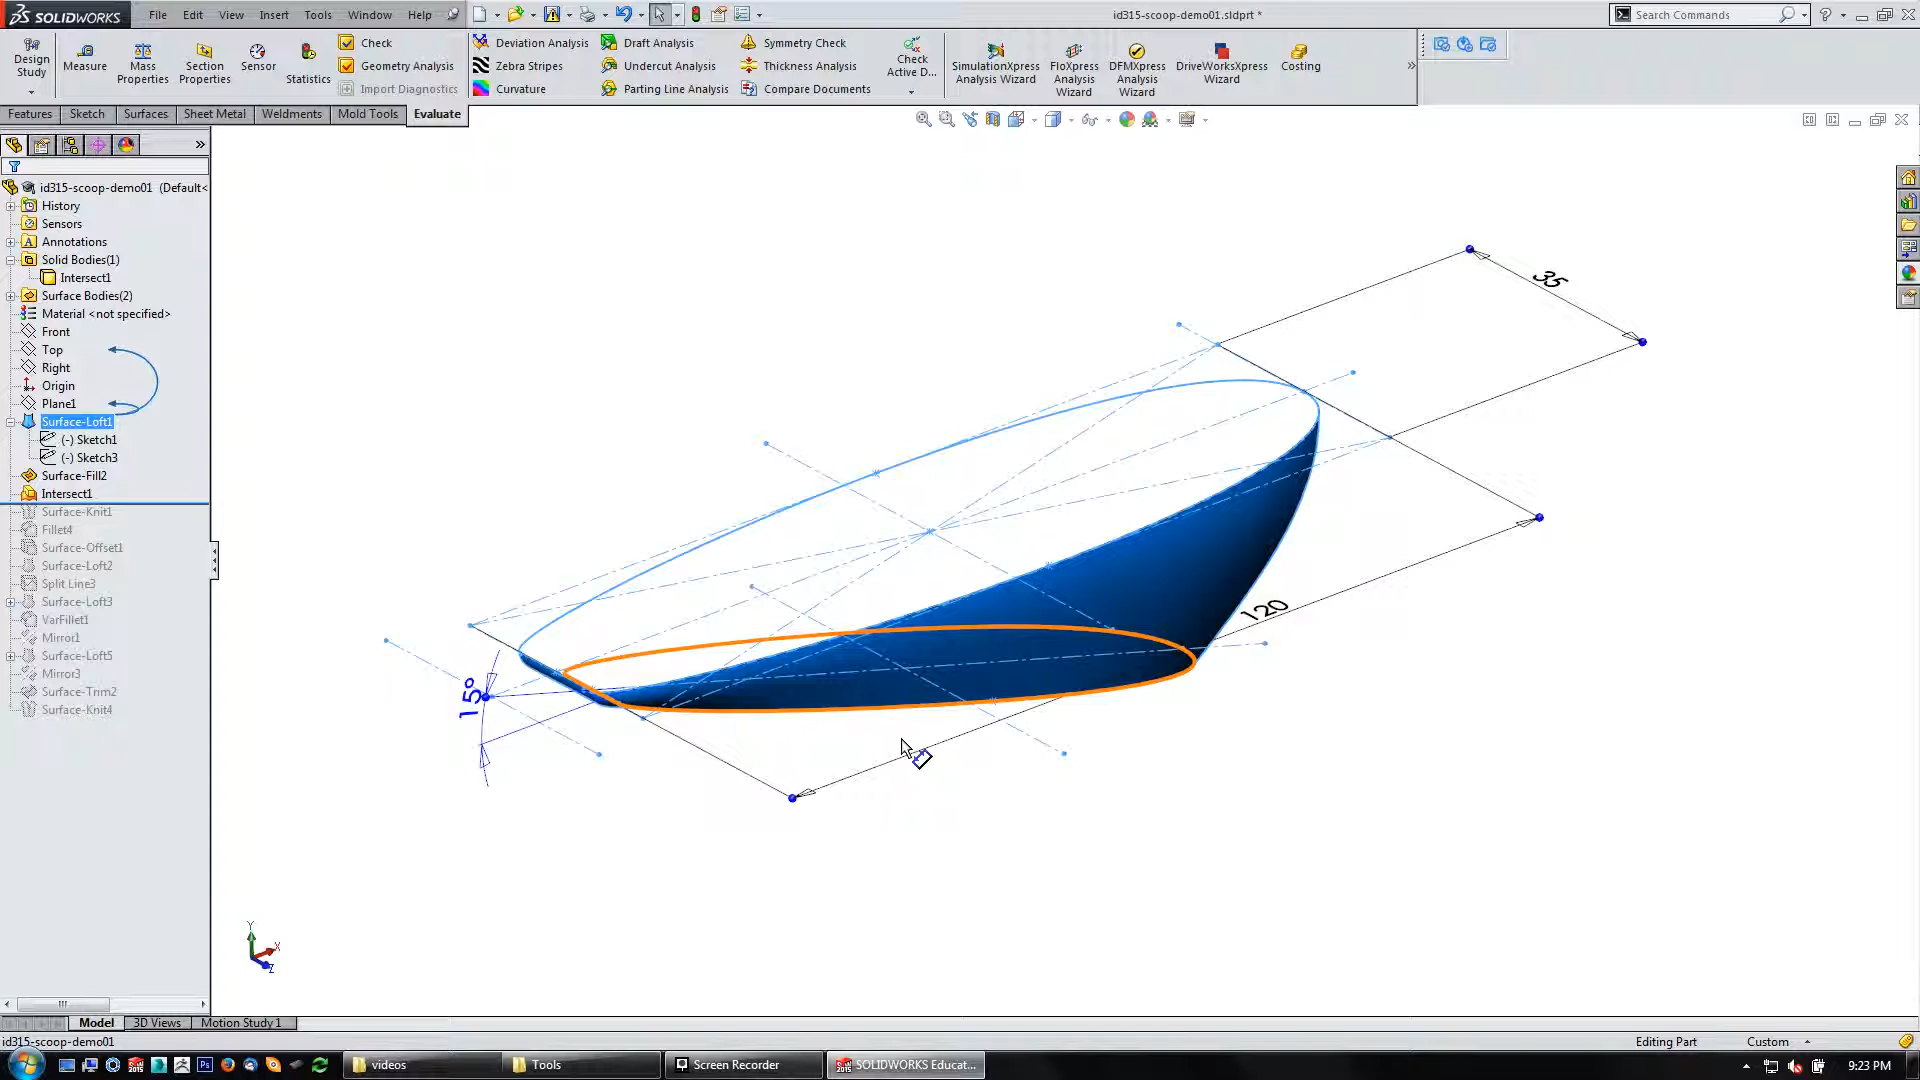 SOLIDWORKS File Edit View Insert Tools Window Help id315-scoop-demo01.sldprt * Search Commands
Design Study
Measure
Mass Properties
Section Properties
Sensor
Statistics
Check
Geometry Analysis
Import Diagnostics
Deviation Analysis
Zebra Stripes
Curvature
Draft Analysis
Undercut Analysis
Parting Line Analysis
Symmetry Check
Thickness Analysis
Compare Documents
Check Active D...
SimulationXpress Analysis Wizard
FloXpress Analysis Wizard
DFMXpress Analysis Wizard
DriveWorksXpress Wizard
Costing
Features Sketch Surfaces Sheet Metal Weldments Mold Tools Evaluate
id315-scoop-demo01 (Default<
History
Sensors
Annotations
Solid Bodies(1)
Intersect1
Surface Bodies(2)
Material <not specified>
Front
Top
Right
Origin
Plane1
Surface-Loft1
(-) Sketch1
(-) Sketch3
Surface-Fill2
Intersect1
Surface-Knit1
Fillet4
Surface-Offset1
Surface-Loft2
Split Line3
Surface-Loft3
VarFillet1
Mirror1
Surface-Loft5
Mirror3
Surface-Trim2
Surface-Knit4
35
120
15°
Y
X
Z
Model 3D Views Motion Study 1
id315-scoop-demo01 Editing Part Custom
videos Tools Screen Recorder SOLIDWORKS Educat... 9:23 PM